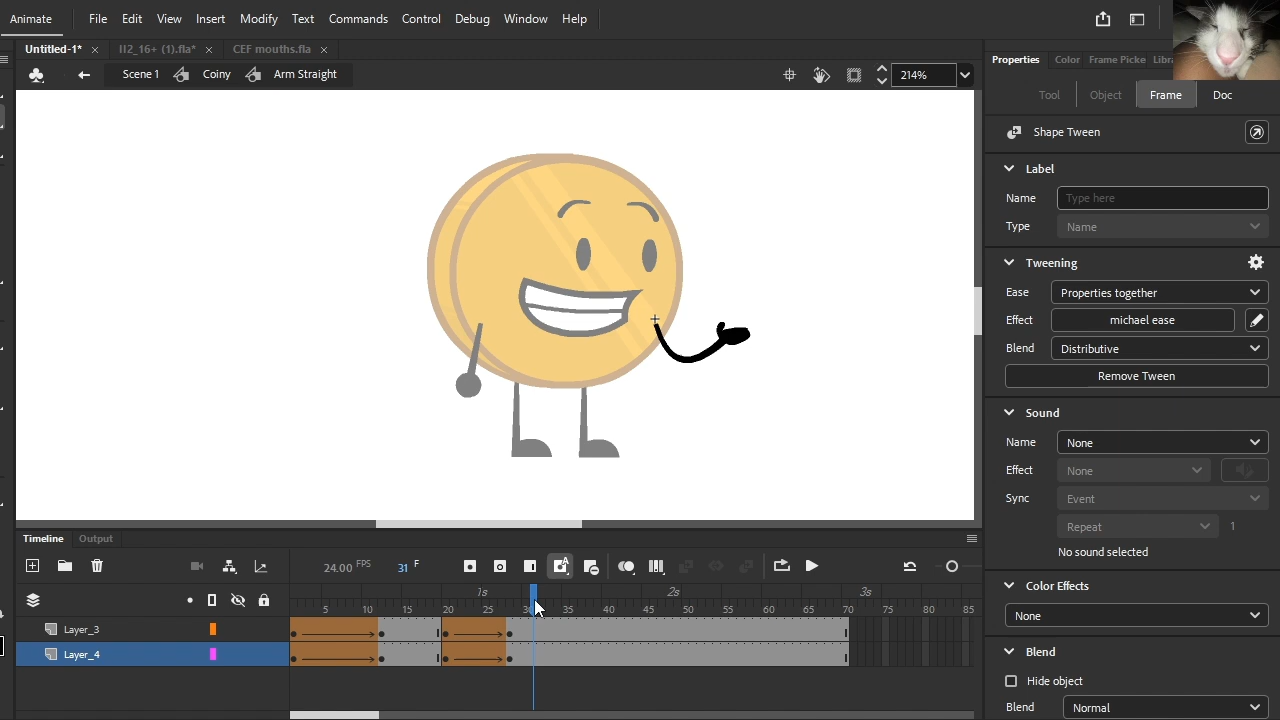 Animate File Edit View Insert Modify Text Commands Control Debug Window Help
Untitled-1* × II2_16+ (1).fla* × CEF mouths.fla ×
Scene 1 Coiny Arm Straight 214%
Properties Color Frame Picke Libr
Tool Object Frame Doc
Shape Tween
Label
Name Type here
Type Name
Tweening
Ease Properties together
Effect michael ease
Blend Distributive
Remove Tween
Sound
Name None
Effect None
Sync Event
Repeat 1
No sound selected
Color Effects
None
Blend
Hide object
Blend Normal
Timeline Output
24.00 FPS 31 F
1s 2s 3s
5 10 15 20 25 30 35 40 45 50 55 60 65 70 75 80 85
Layer_3
Layer_4